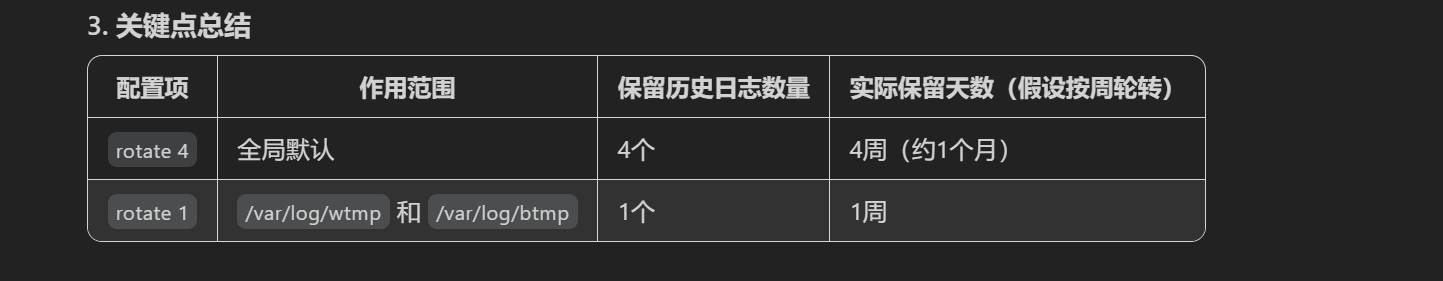 3. 关键点总结
配置项 作用范围 保留历史日志数量 实际保留天数（假设按周轮转）
rotate 4 全局默认 4个 4周（约1个月）
rotate 1 /var/log/wtmp 和 /var/log/btmp 1个 1周